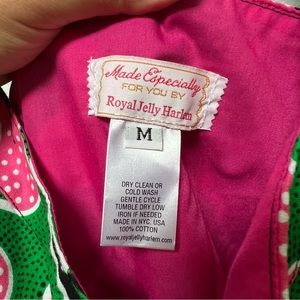 Made Especially
FOR YOU BY
Royal Jelly Harlem
M
DRY CLEAN OR
COLD WASH
GENTLE CYCLE
TUMBLE DRY LOW
IRON IF NEEDED
MADE IN NYC. USA
100% COTTON
www.royaljellyharlem.com